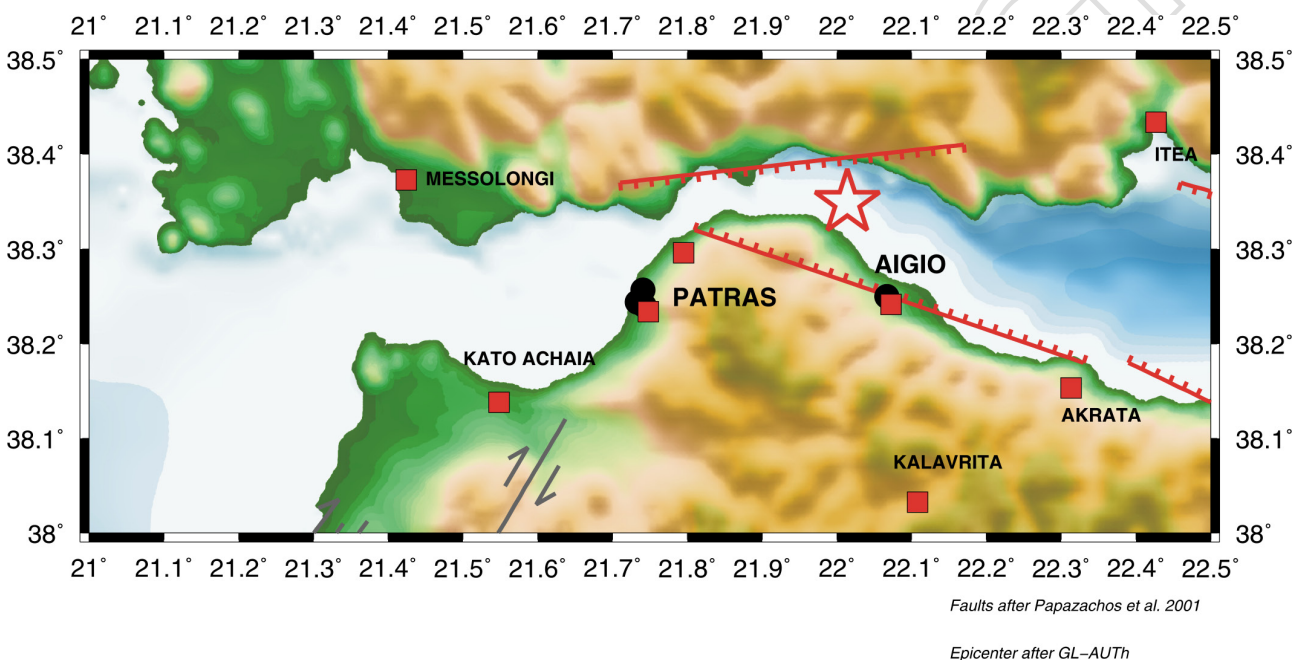 21° 21.1° 21.2° 21.3° 21.4° 21.5° 21.6° 21.7° 21.8° 21.9° 22° 22.1° 22.2° 22.3° 22.4° 22.5°
38.5° 38.5°
38.4° 38.4°
ITEA
MESSOLONGI
38.3° 38.3°
AIGIO
PATRAS
38.2° 38.2°
KATO ACHAIA
AKRATA
38.1° 38.1°
KALAVRITA
38° 38°
21° 21.1° 21.2° 21.3° 21.4° 21.5° 21.6° 21.7° 21.8° 21.9° 22° 22.1° 22.2° 22.3° 22.4° 22.5°
Faults after Papazachos et al. 2001
Epicenter after GL−AUTh